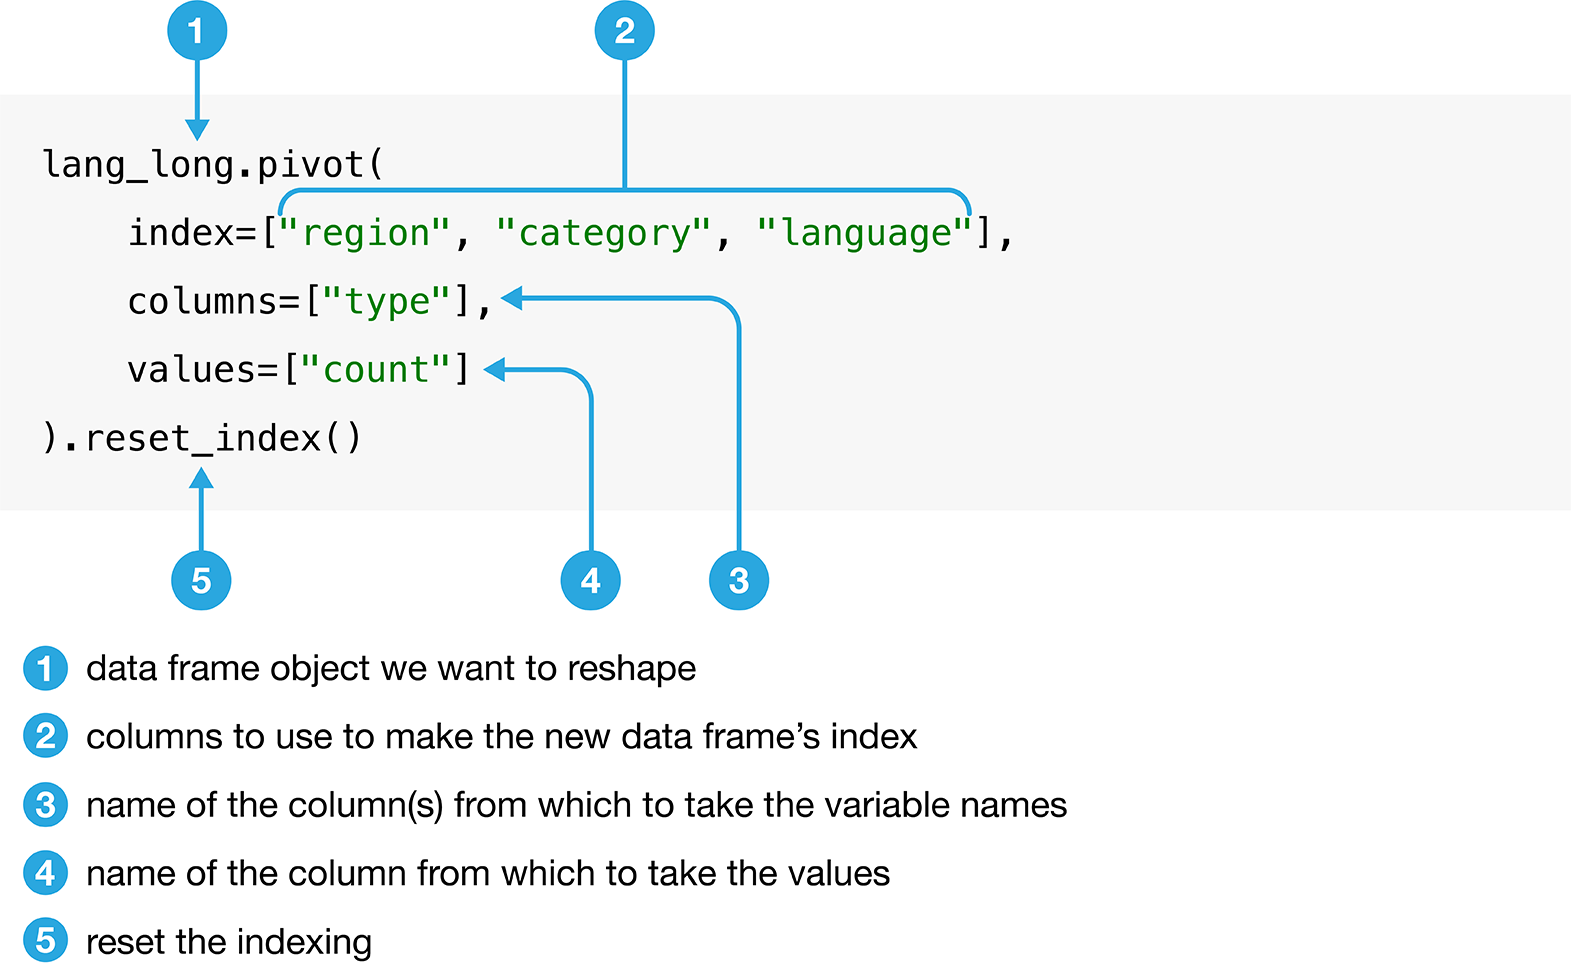 1 2
lang_long.pivot(
index=["region", "category", "language"],
columns=["type"],
values=["count"]
).reset_index()
5 4 3
1 data frame object we want to reshape
2 columns to use to make the new data frame’s index
3 name of the column(s) from which to take the variable names
4 name of the column from which to take the values
5 reset the indexing